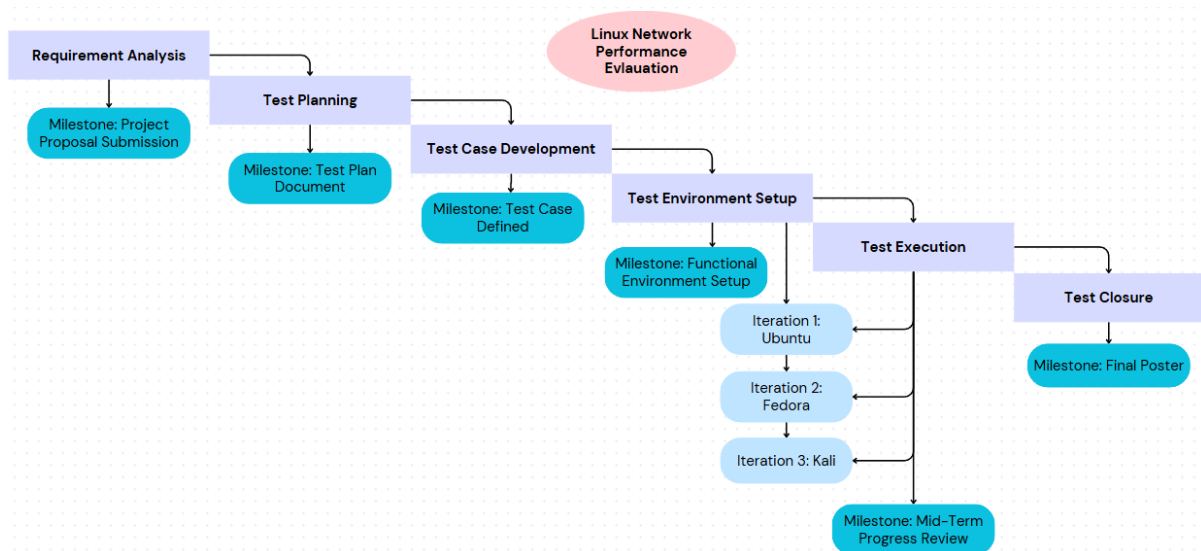 Linux Network
Performance
Evlauation
Requirement Analysis
Milestone: Project
Proposal Submission
Test Planning
Milestone: Test Plan
Document
Test Case Development
Milestone: Test Case
Defined
Test Environment Setup
Milestone: Functional
Environment Setup
Iteration 1:
Ubuntu
Iteration 2:
Fedora
Iteration 3: Kali
Test Execution
Milestone: Mid-Term
Progress Review
Test Closure
Milestone: Final Poster